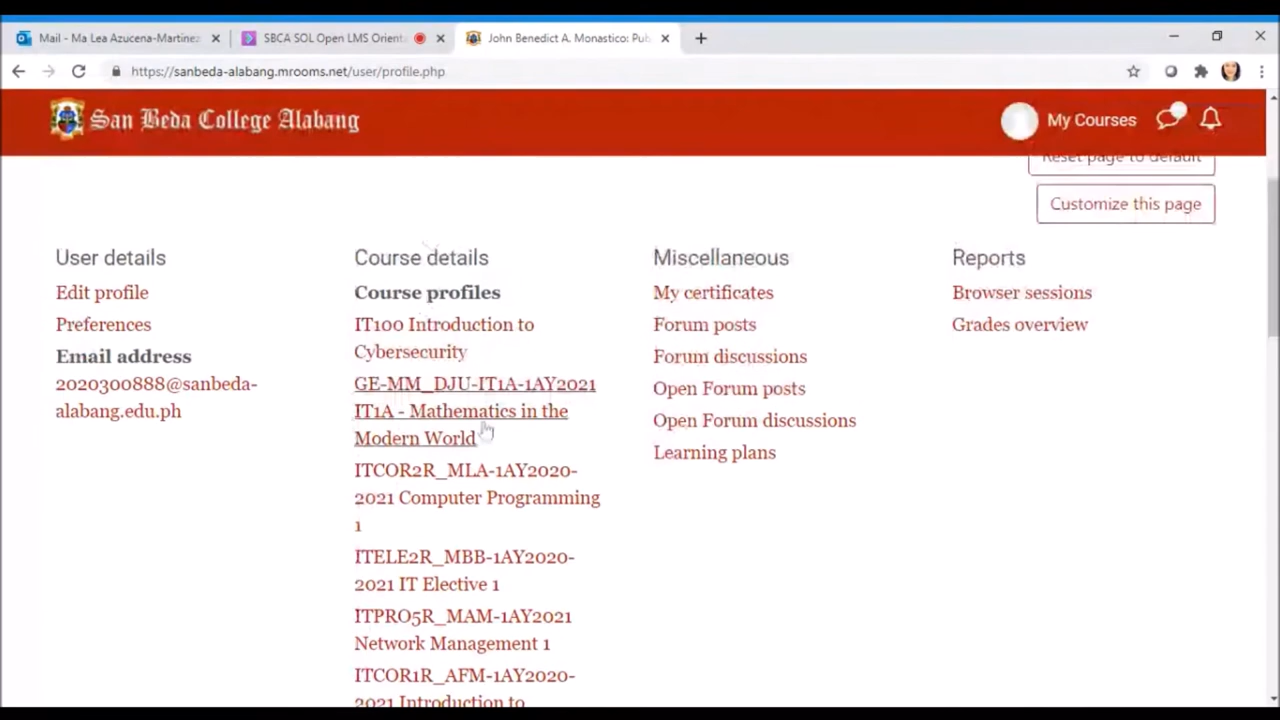 Mail - Ma Lea Azucena-Martinez
SBCA SOL Open LMS Orient
John Benedict A. Monastico: Pub
https://sanbeda-alabang.mrooms.net/user/profile.php
San Beda College Alabang
My Courses
Reset page to default
Customize this page
User details
Edit profile
Preferences
Email address
2020300888@sanbeda-
alabang.edu.ph
Course details
Course profiles
IT100 Introduction to
Cybersecurity
GE-MM_DJU-IT1A-1AY2021
IT1A - Mathematics in the
Modern World
ITCOR2R_MLA-1AY2020-
2021 Computer Programming
1
ITELE2R_MBB-1AY2020-
2021 IT Elective 1
ITPRO5R_MAM-1AY2021
Network Management 1
ITCOR1R_AFM-1AY2020-
2021 Introduction to
Miscellaneous
My certificates
Forum posts
Forum discussions
Open Forum posts
Open Forum discussions
Learning plans
Reports
Browser sessions
Grades overview